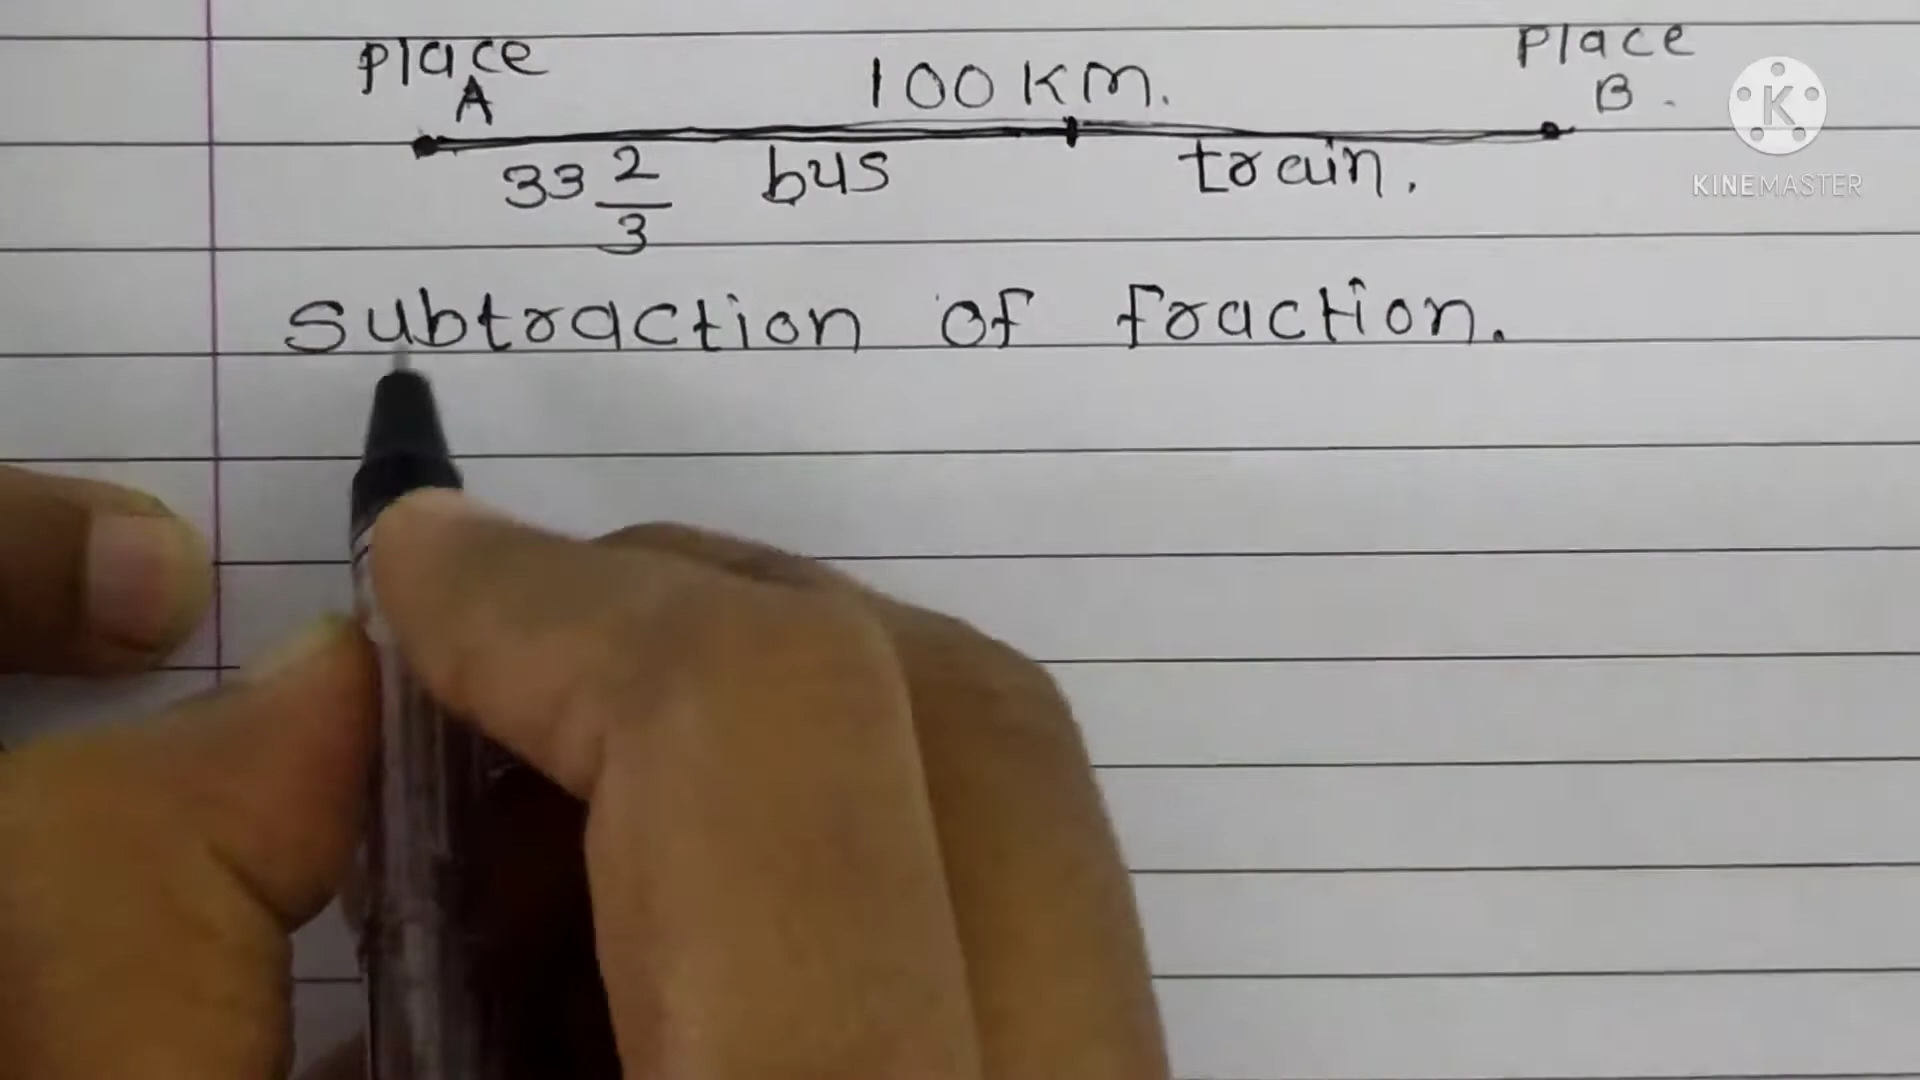 Place 100 KM. Place
A B.
33 2/3 bus train.
Subtraction of fraction.
K
KINEMASTER